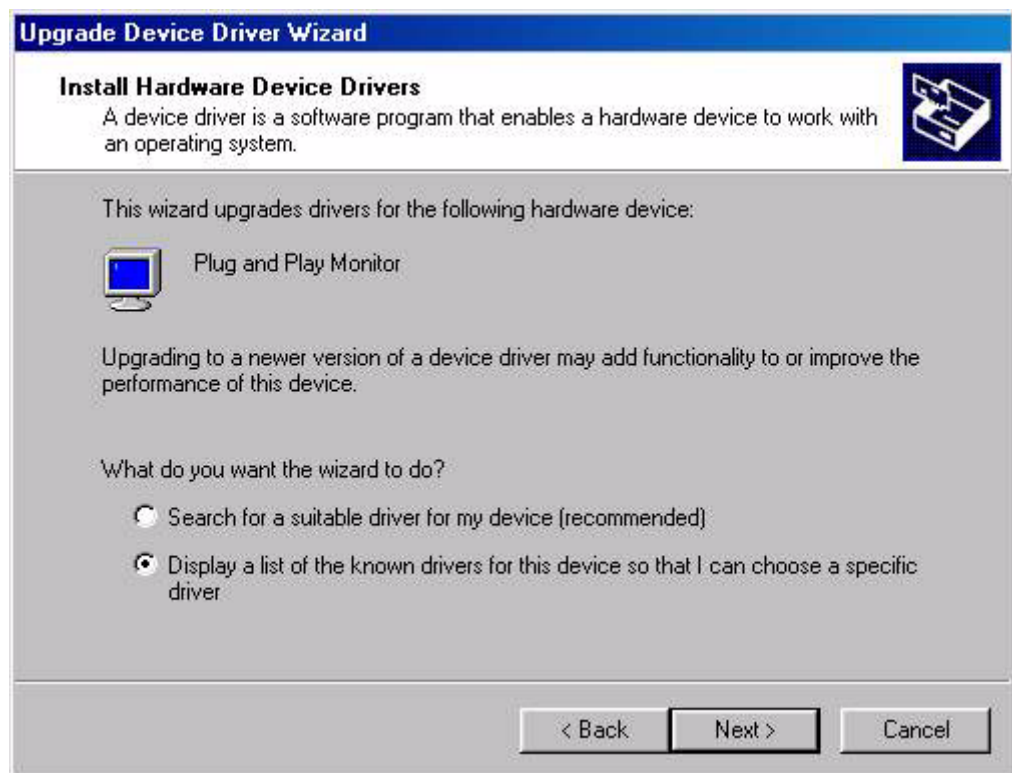 Upgrade Device Driver Wizard
Install Hardware Device Drivers
A device driver is a software program that enables a hardware device to work with
an operating system.
This wizard upgrades drivers for the following hardware device:
Plug and Play Monitor
Upgrading to a newer version of a device driver may add functionality to or improve the
performance of this device.
What do you want the wizard to do?
Search for a suitable driver for my device (recommended)
Display a list of the known drivers for this device so that I can choose a specific
driver
< Back Next > Cancel